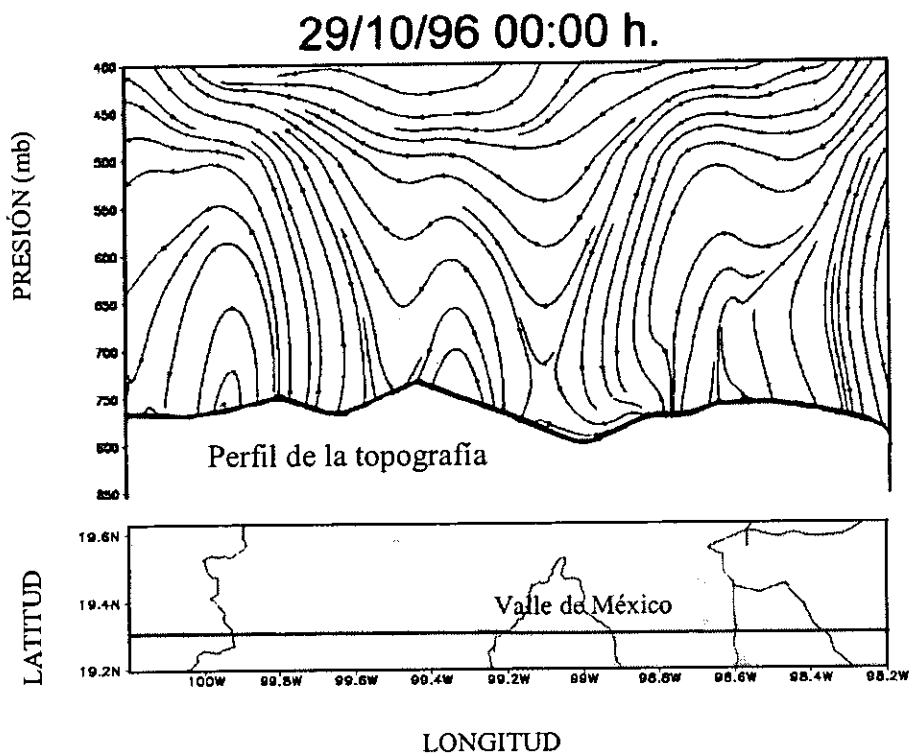 29/10/96 00:00 h.
PRESIÓN (mb)
400
450
500
550
600
650
700
750
800
850
Perfil de la topografía
LATITUD
19.6N
19.4N
19.2N
Valle de México
100W 99.8W 99.6W 99.4W 99.2W 99W 98.8W 98.6W 98.4W 98.2W
LONGITUD